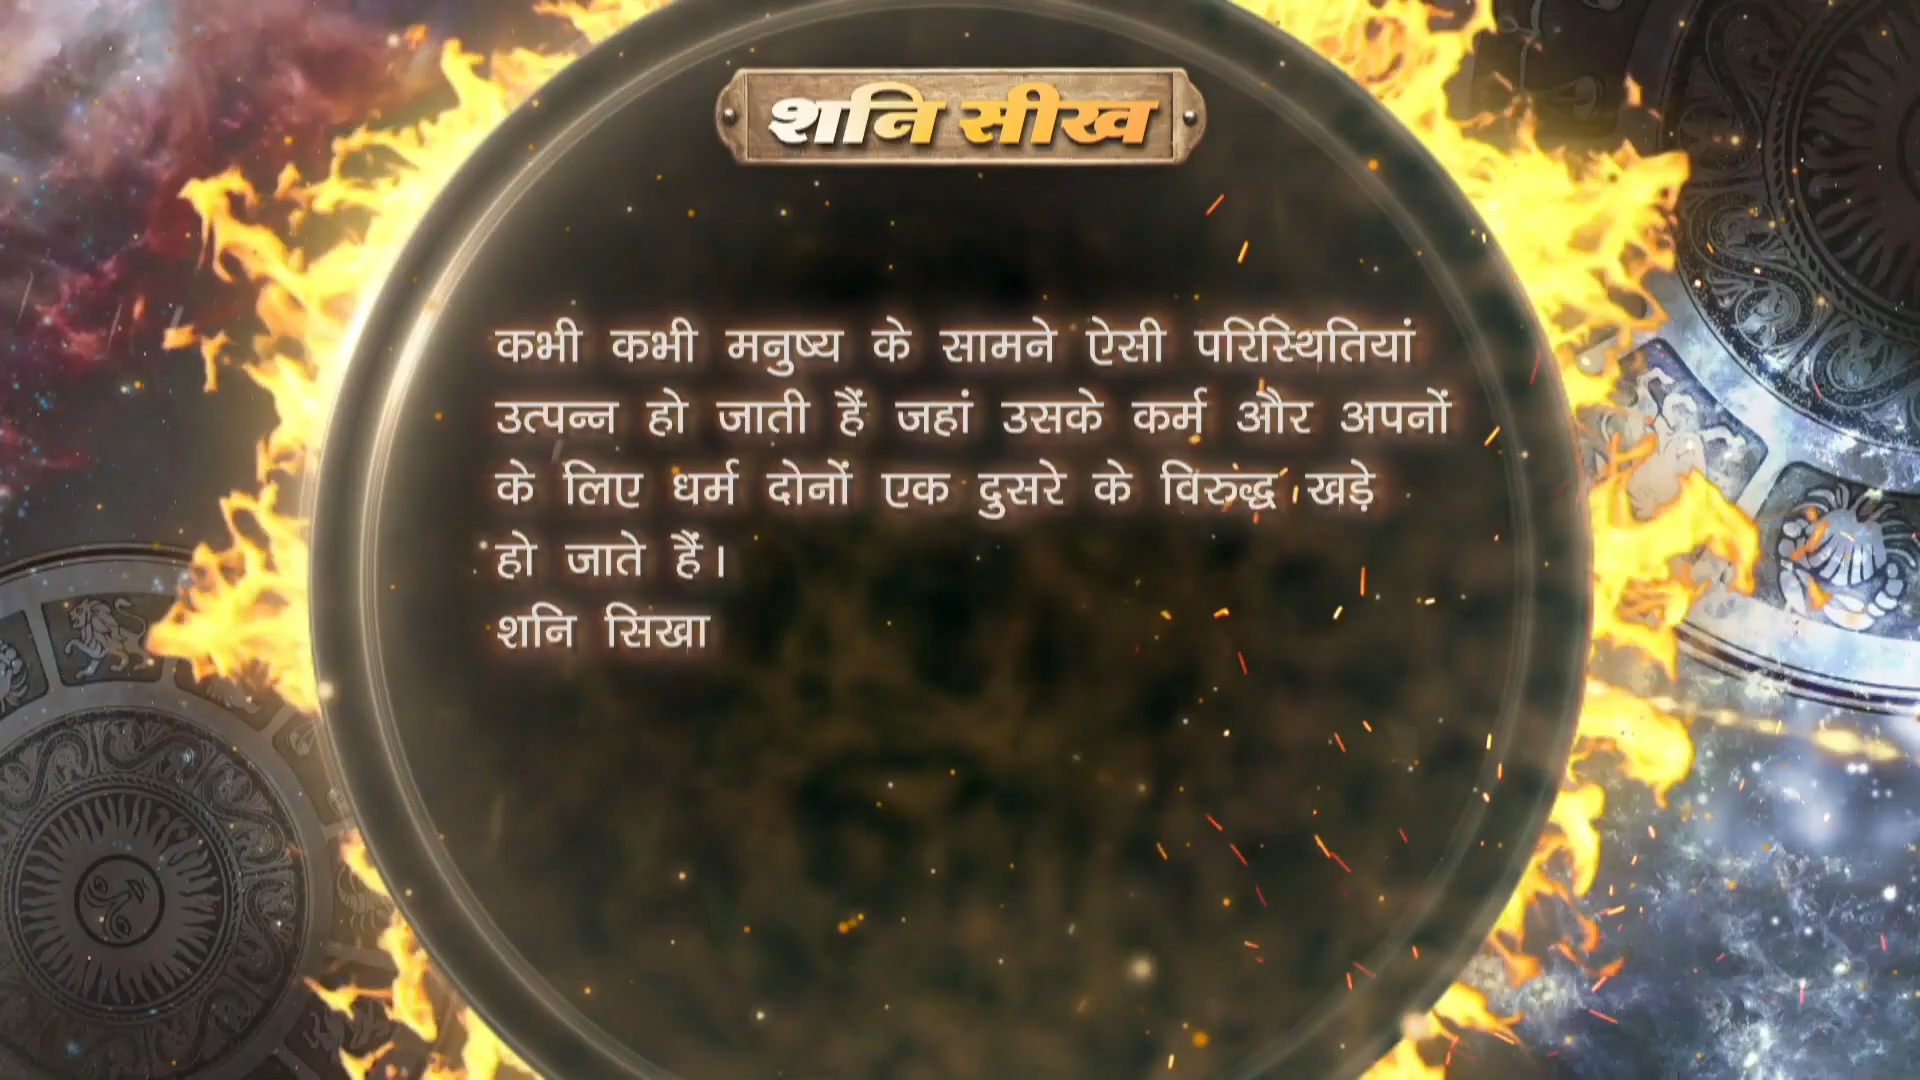 शनि सीख
कभी कभी मनुष्य के सामने ऐसी परिस्थितियां
उत्पन्न हो जाती हैं जहां उसके कर्म और अपनों
के लिए धर्म दोनों एक दुसरे के विरुद्ध खड़े
हो जाते हैं।
शनि सिखा